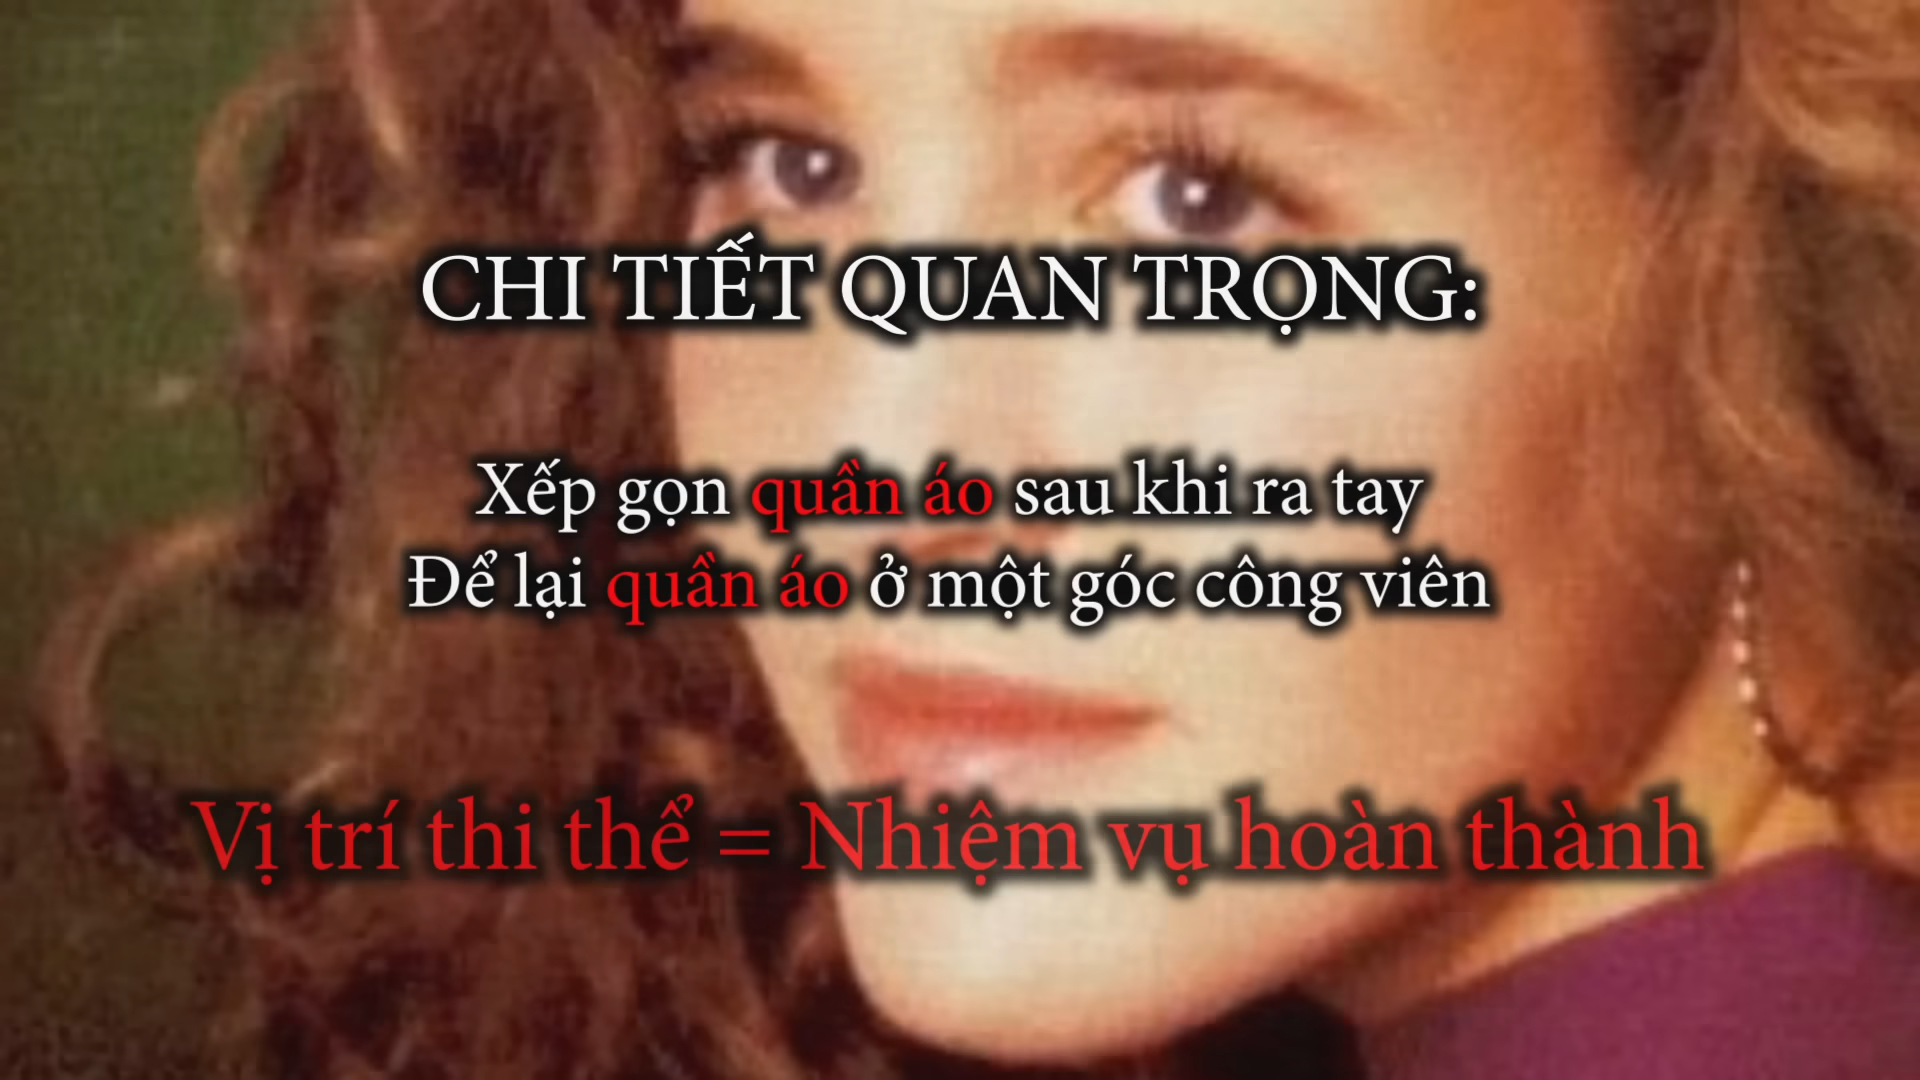 CHI TIẾT QUAN TRỌNG:
Xếp gọn quần áo sau khi ra tay
Để lại quần áo ở một góc công viên
Vị trí thi thể = Nhiệm vụ hoàn thành